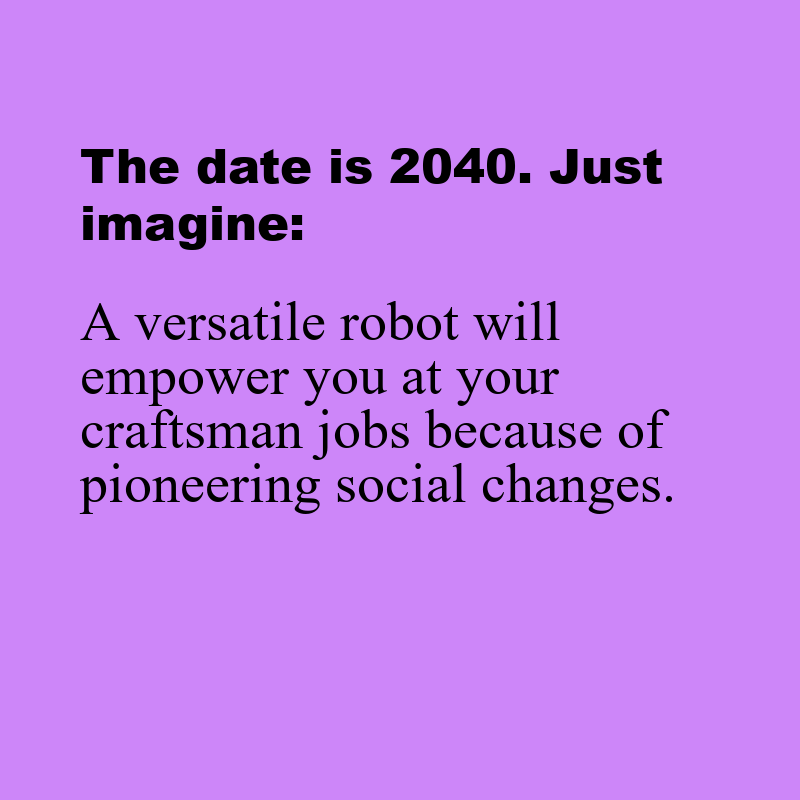 The date is 2040. Just
imagine:
A versatile robot will
empower you at your
craftsman jobs because of
pioneering social changes.